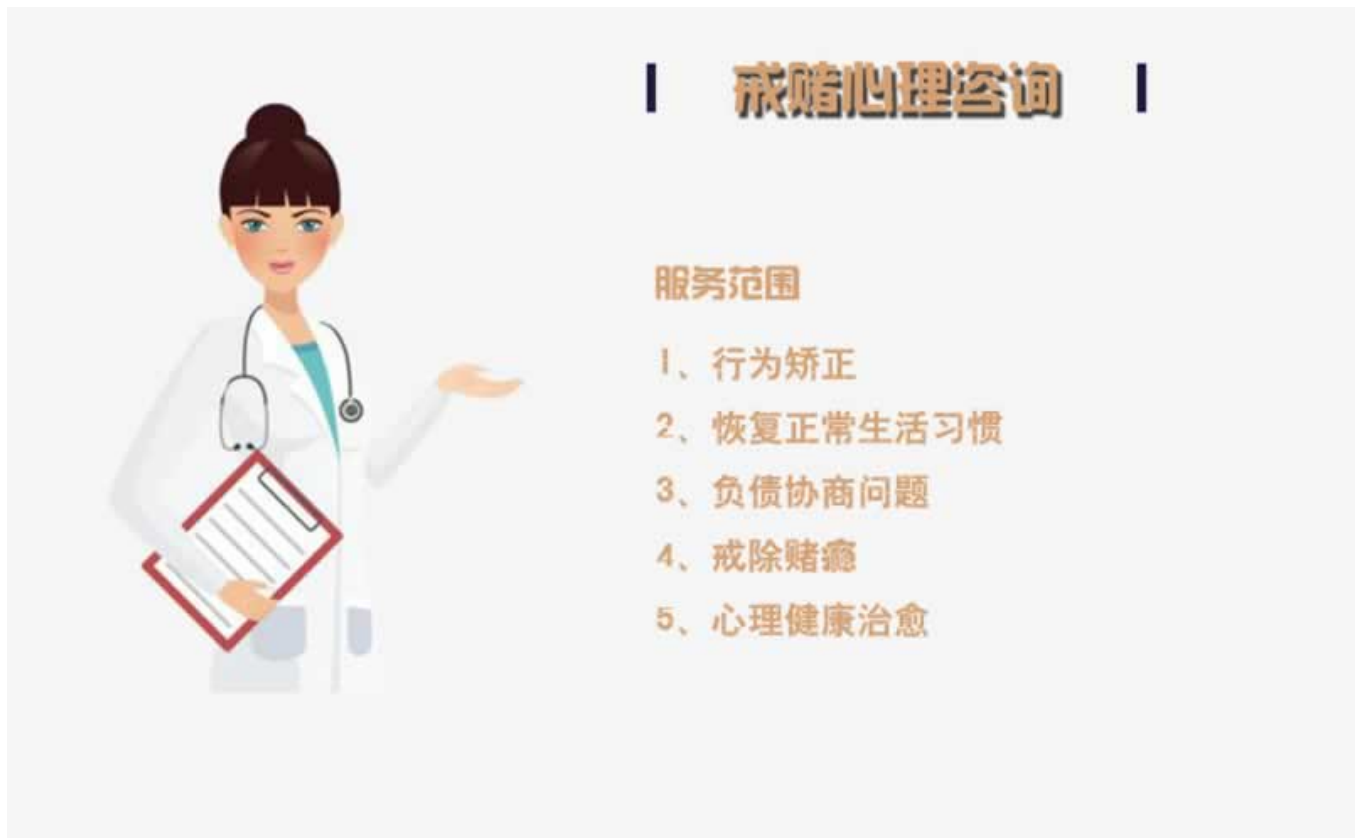 戒赌心理咨询
服务范围
1、行为矫正
2、恢复正常生活习惯
3、负债协商问题
4、戒除赌瘾
5、心理健康治愈